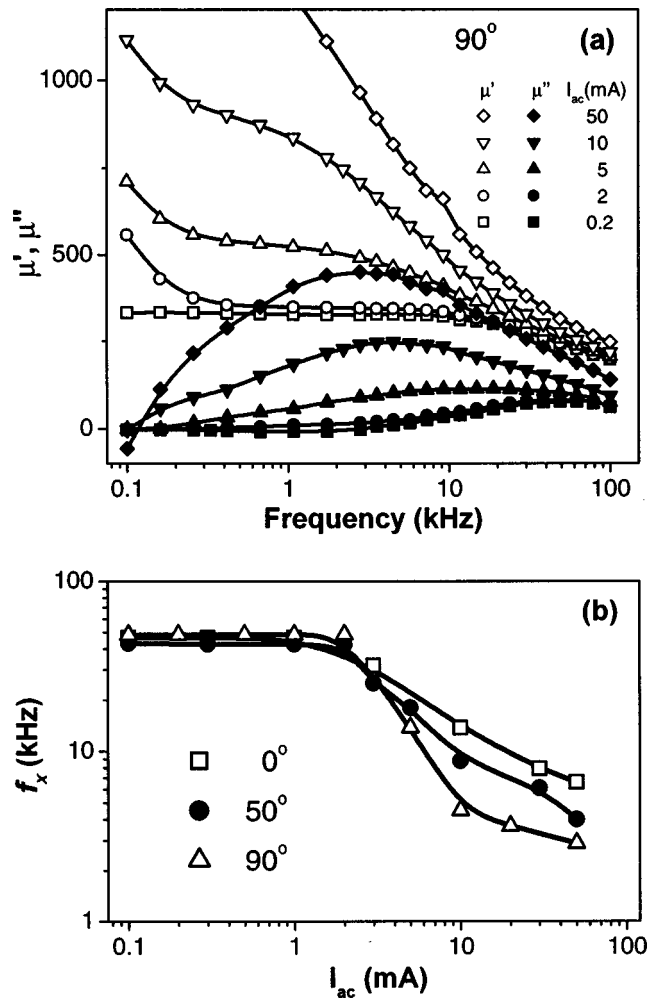 90° (a)
μ' μ" I_ac(mA)
50
10
5
2
0.2
1000
500
0
μ', μ"
0.1 1 10 100
Frequency (kHz)
(b)
100
10
1
f_x (kHz)
0°
50°
90°
0.1 1 10 100
I_ac (mA)